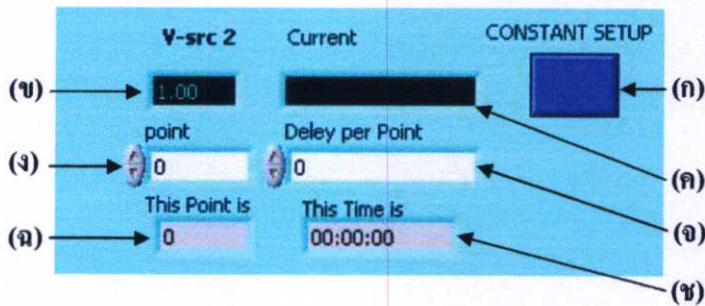 V-src 2 Current CONSTANT SETUP
(ข) 1.00 (ก)
point Deley per Point (ค)
(ง) 0 0
This Point is This Time is (จ)
(ฉ) 0 00:00:00
(ช)